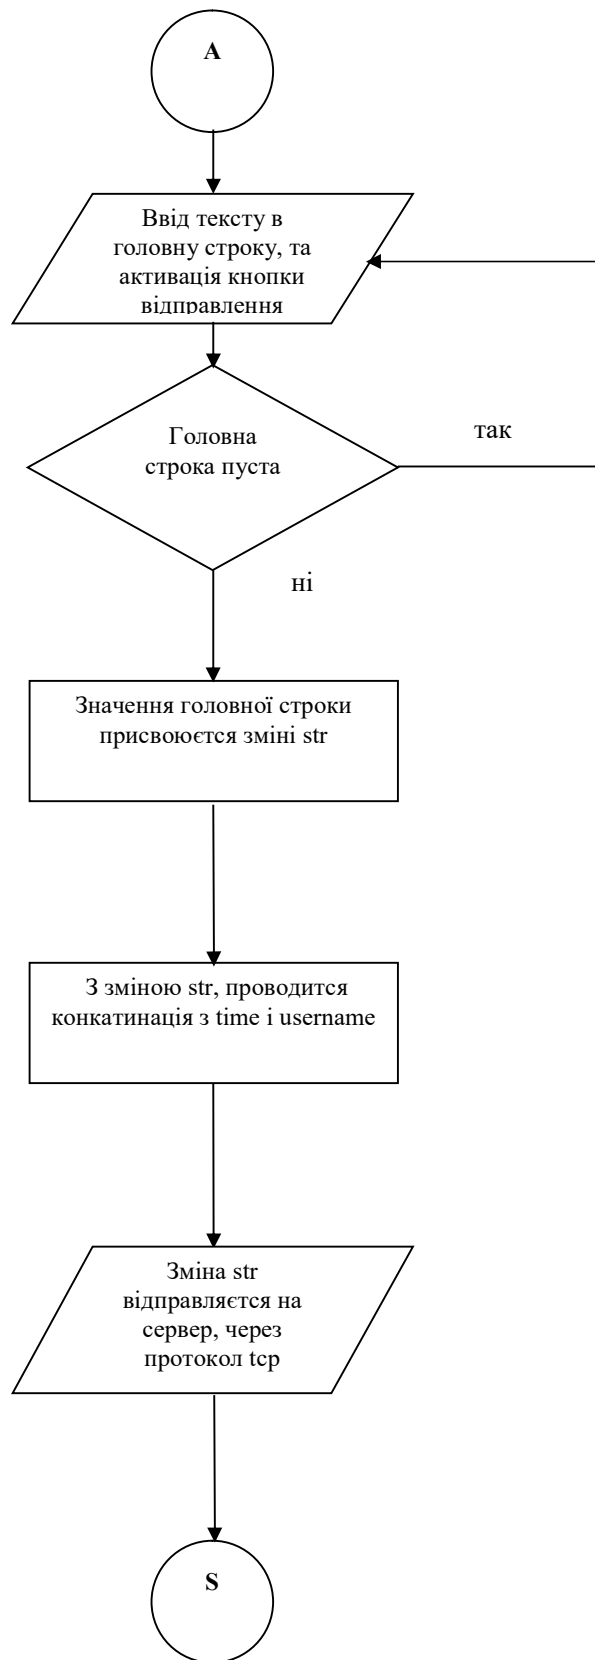 А
Ввід тексту в
головну строку, та
активація кнопки
відправлення
Головна
строка пуста
так
ні
Значення головної строки
присвоюєтся зміні str
З зміною str, проводится
конкатинація з time і username
Зміна str
відправляєтся на
сервер, через
протокол tcp
S